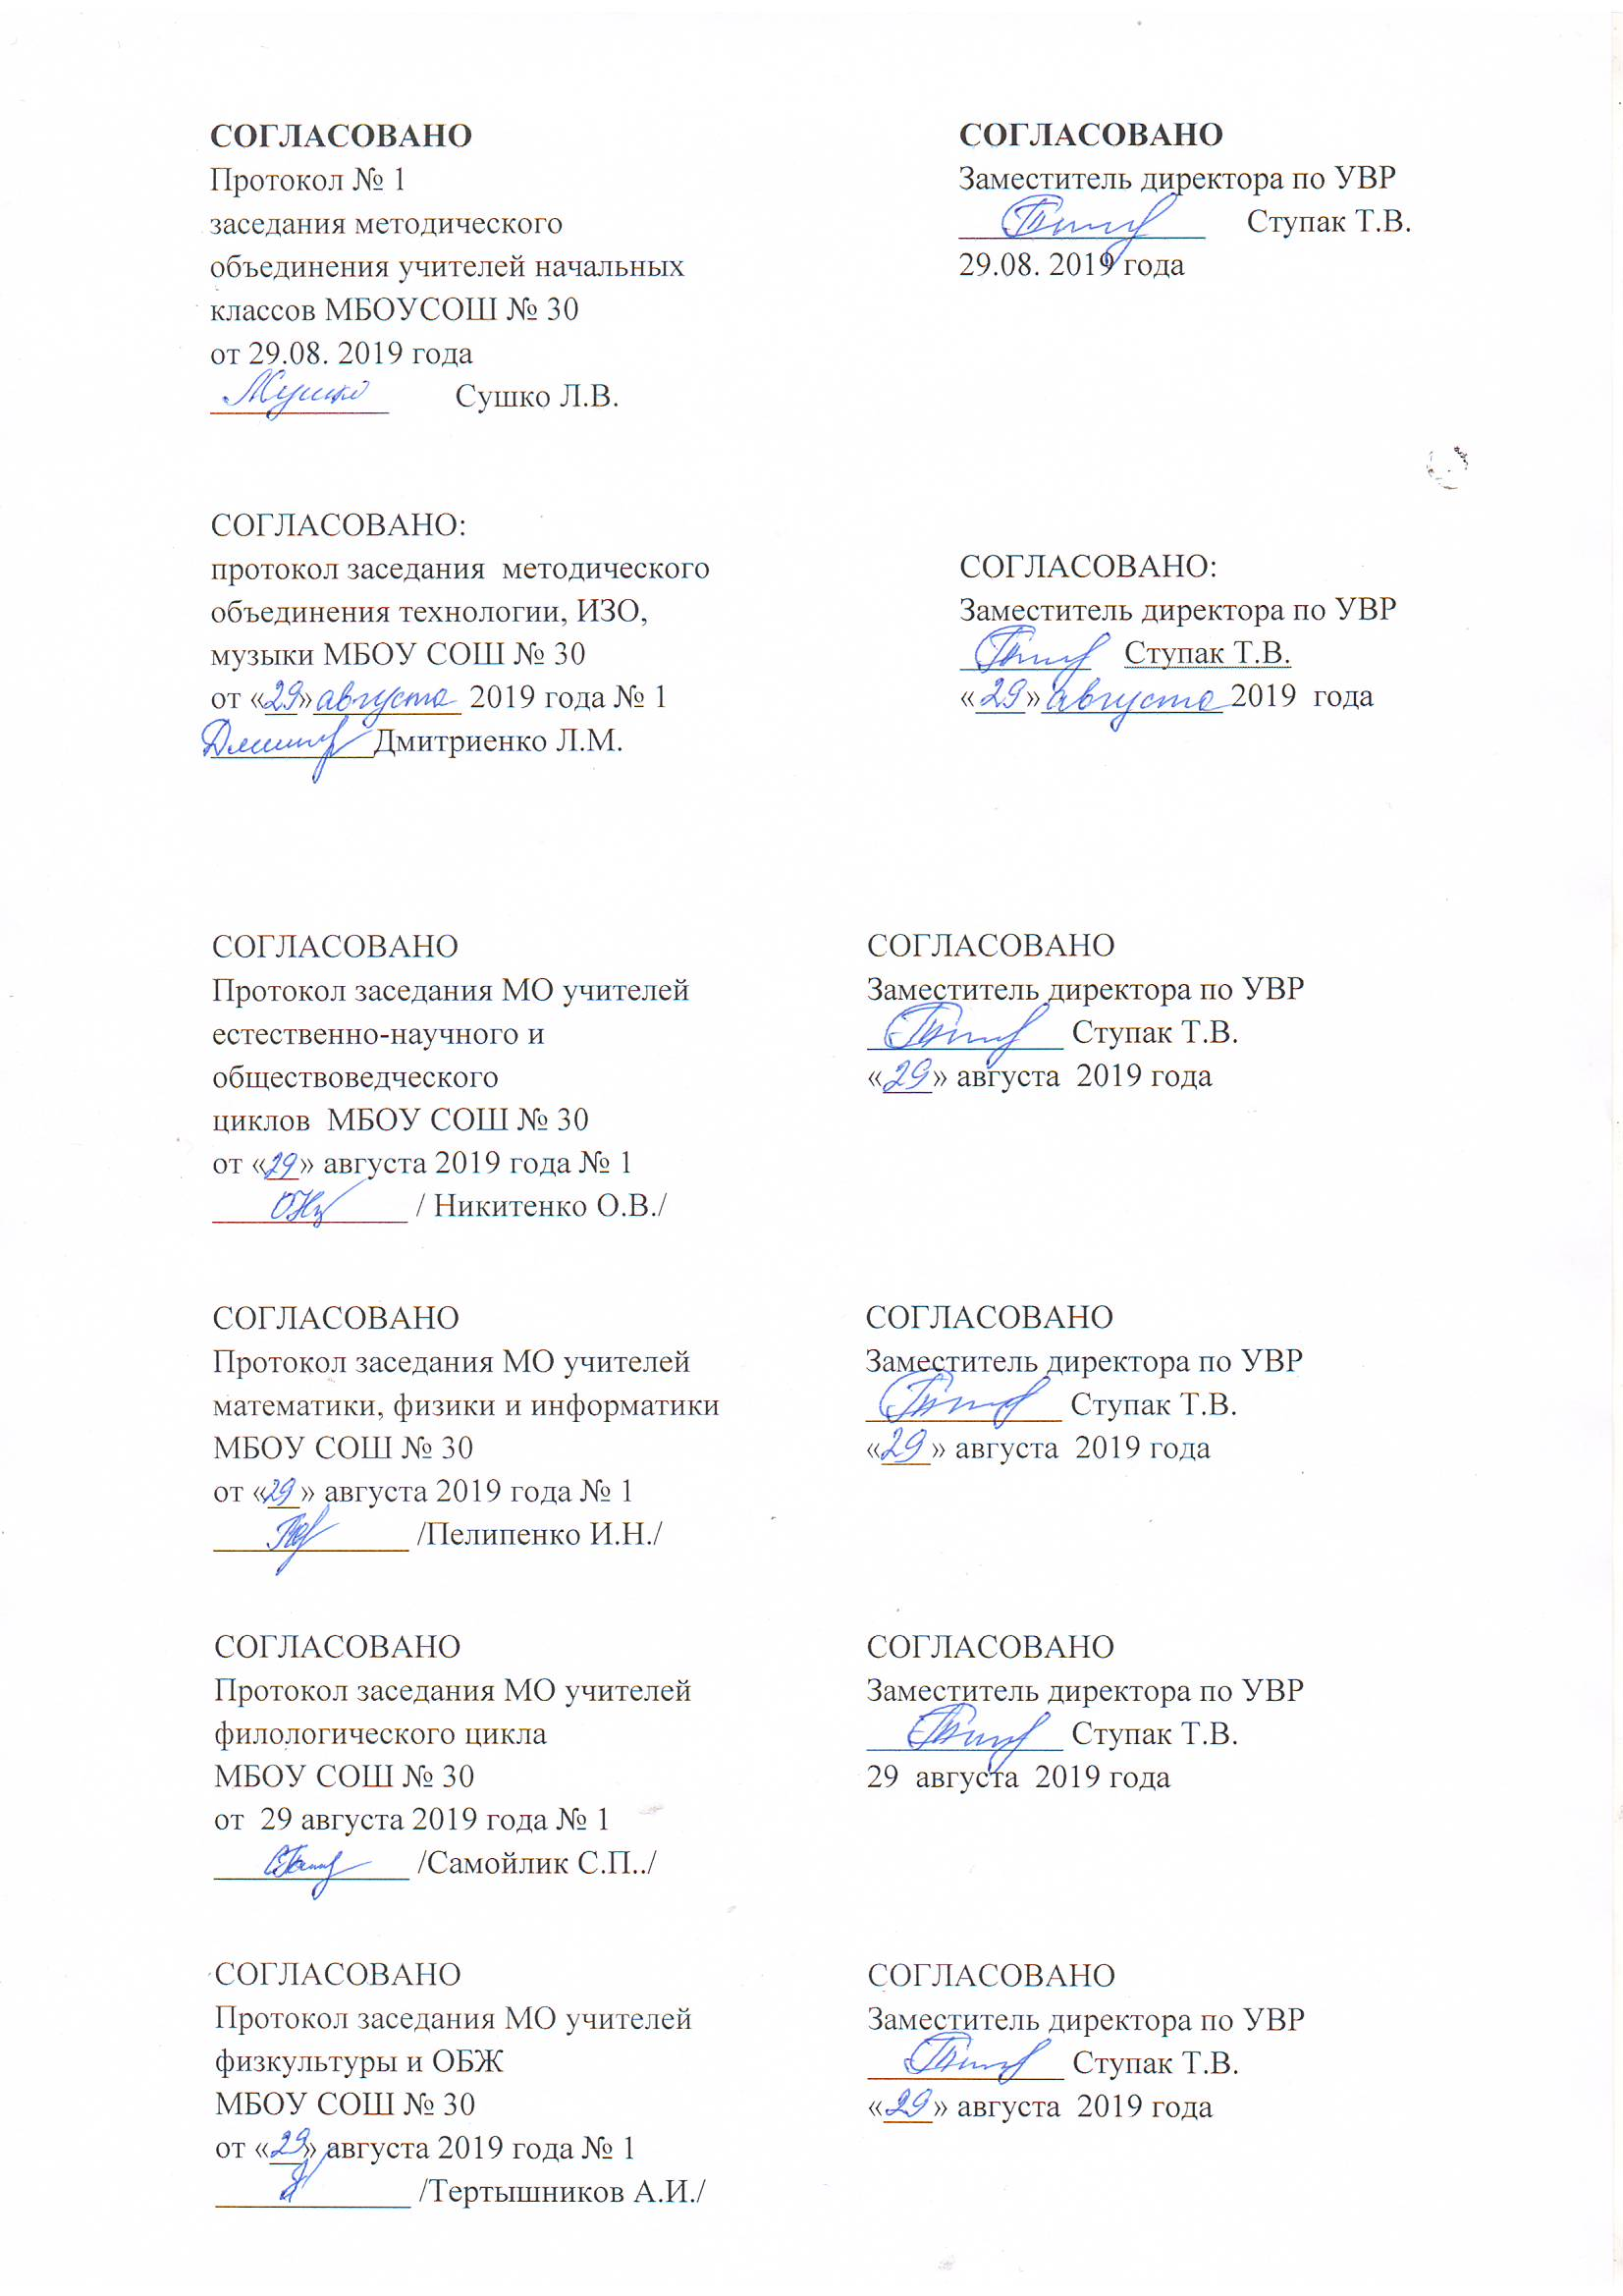 СОГЛАСОВАНО
Протокол № 1
заседания методического
объединения учителей начальных
классов МБОУСОШ № 30
от 29.08. 2019 года
Сушко Л.В.
СОГЛАСОВАНО
Заместитель директора по УВР
Ступак Т.В.
29.08. 2019 года
СОГЛАСОВАНО:
протокол заседания методического
объединения технологии, ИЗО,
музыки МБОУ СОШ № 30
от «29» августа 2019 года № 1
Дмитриенко Л.М.
СОГЛАСОВАНО:
Заместитель директора по УВР
Ступак Т.В.
«29» августа 2019 года
СОГЛАСОВАНО
Протокол заседания МО учителей
естественно-научного и
обществоведческого
циклов МБОУ СОШ № 30
от «29» августа 2019 года № 1
/ Никитенко О.В./
СОГЛАСОВАНО
Заместитель директора по УВР
Ступак Т.В.
«29» августа 2019 года
СОГЛАСОВАНО
Протокол заседания МО учителей
математики, физики и информатики
МБОУ СОШ № 30
от «29» августа 2019 года № 1
/Пелипенко И.Н./
СОГЛАСОВАНО
Заместитель директора по УВР
Ступак Т.В.
«29» августа 2019 года
СОГЛАСОВАНО
Протокол заседания МО учителей
филологического цикла
МБОУ СОШ № 30
от 29 августа 2019 года № 1
/Самойлик С.П../
СОГЛАСОВАНО
Заместитель директора по УВР
Ступак Т.В.
29 августа 2019 года
СОГЛАСОВАНО
Протокол заседания МО учителей
физкультуры и ОБЖ
МБОУ СОШ № 30
от «29» августа 2019 года № 1
/Тертышников А.И./
СОГЛАСОВАНО
Заместитель директора по УВР
Ступак Т.В.
«29» августа 2019 года